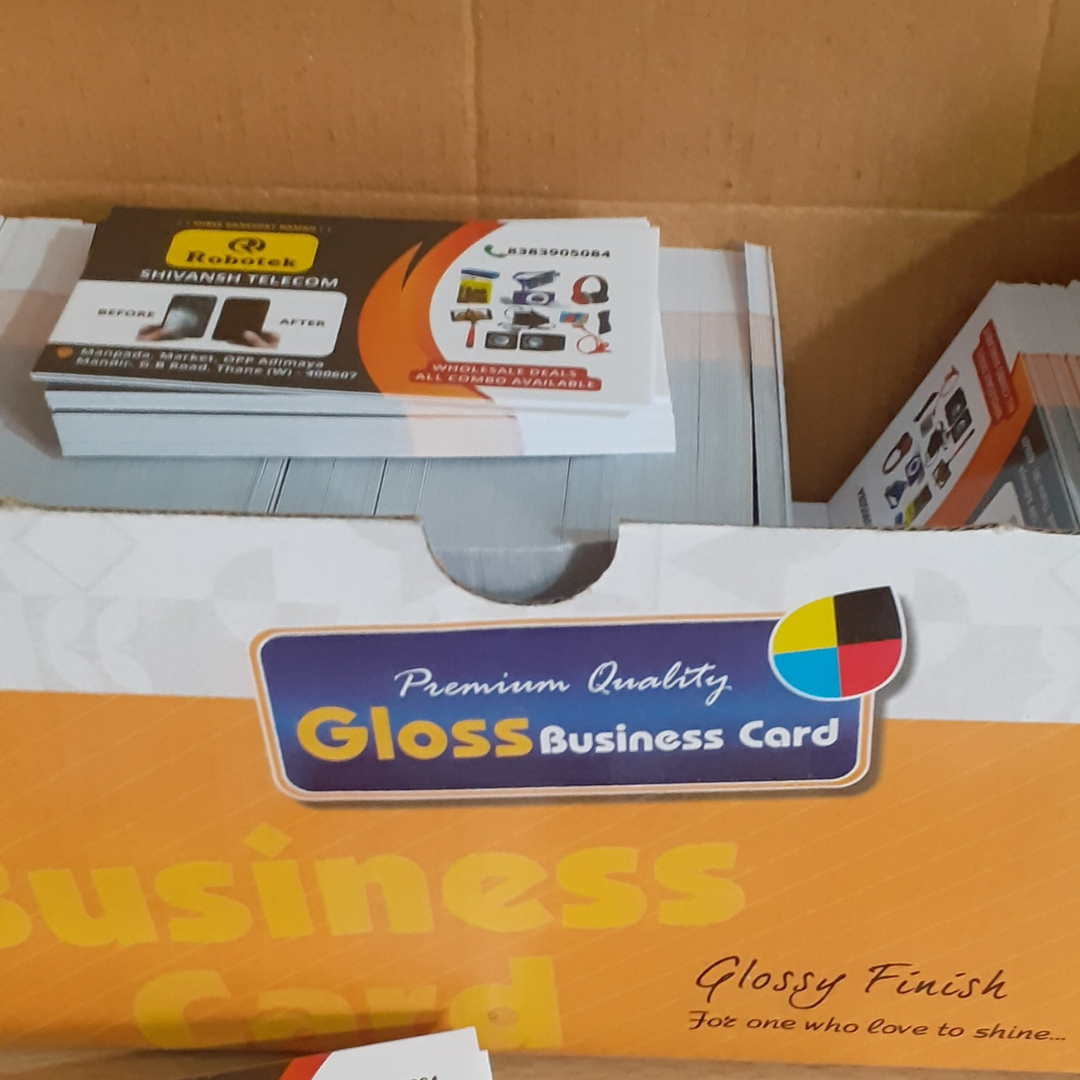 Robotek
SHIVANSH TELECOM
BEFORE
AFTER
Manpada, Market, OPP Adimaya
Mandir, G.B Road, Thane (W) - 400607
8383905084
WHOLESALE DEALS
ALL COMBO AVAILABLE
Premium Quality
Gloss Business Card
Business
Card
Glossy Finish
For one who love to shine...